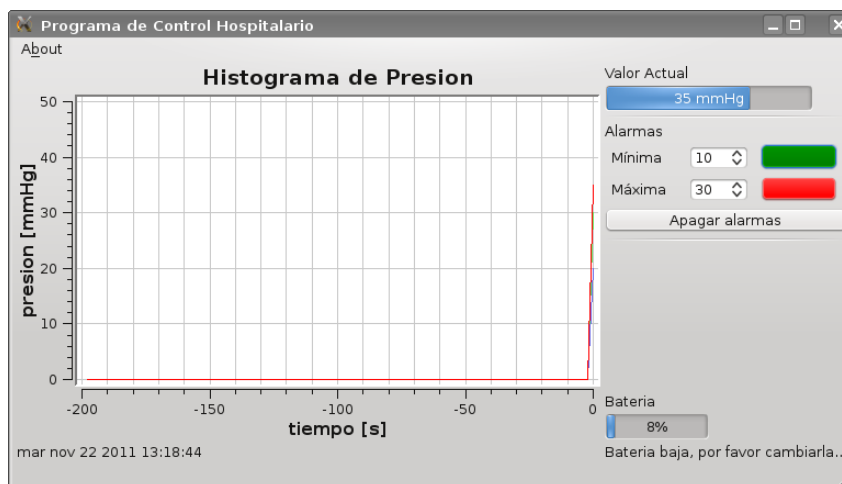 Programa de Control Hospitalario
About
Histograma de Presion
presion [mmHg]
50
40
30
20
10
0
-200 -150 -100 -50 0
tiempo [s]
mar nov 22 2011 13:18:44
Valor Actual
35 mmHg
Alarmas
Mínima 10
Máxima 30
Apagar alarmas
Bateria
8%
Bateria baja, por favor cambiarla..